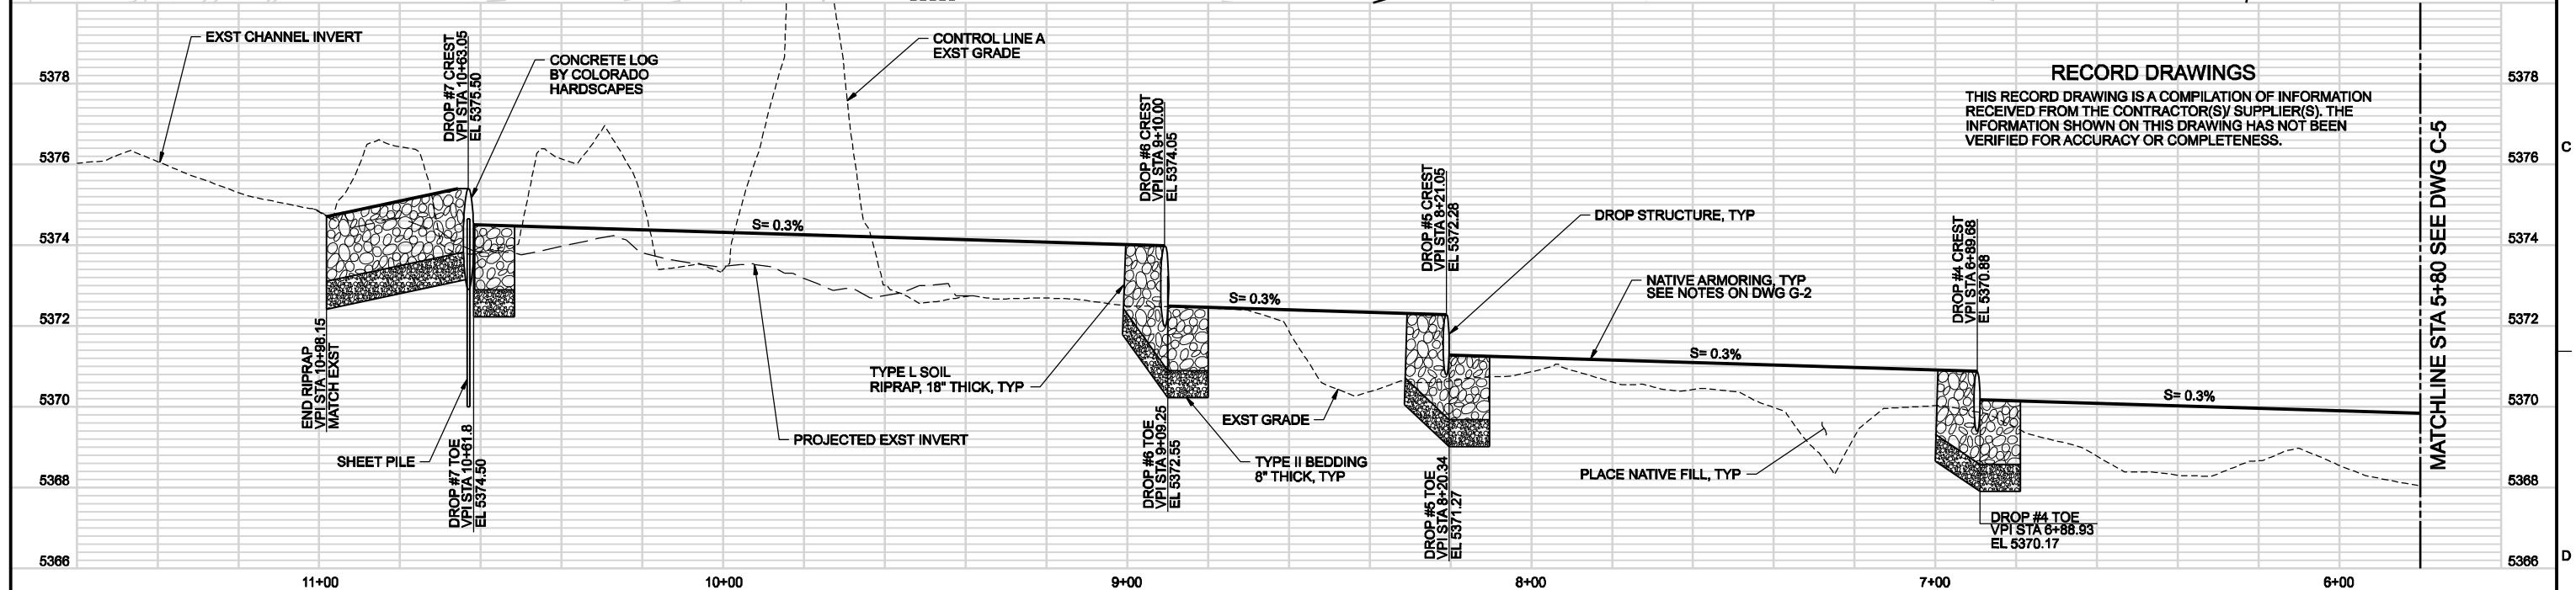 EXST CHANNEL INVERT
DROP #7 CREST
VPI STA 10+63.05
EL 5375.50
CONCRETE LOG
BY COLORADO
HARDSCAPES
CONTROL LINE A
EXST GRADE
RECORD DRAWINGS
THIS RECORD DRAWING IS A COMPILATION OF INFORMATION
RECEIVED FROM THE CONTRACTOR(S)/ SUPPLIER(S). THE
INFORMATION SHOWN ON THIS DRAWING HAS NOT BEEN
VERIFIED FOR ACCURACY OR COMPLETENESS.
5378
5376
5374
5372
5370
5368
5366
DROP #6 CREST
VPI STA 9+10.00
EL 5374.05
DROP #5 CREST
VPI STA 8+21.05
EL 5372.28
DROP STRUCTURE, TYP
NATIVE ARMORING, TYP
SEE NOTES ON DWG G-2
DROP #4 CREST
VPI STA 6+89.68
EL 5370.88
S= 0.3%
S= 0.3%
S= 0.3%
S= 0.3%
END RIPRAP
VPI STA 10+98.15
MATCH EXST
SHEET PILE
DROP #7 TOE
VPI STA 10+61.8
EL 5374.50
PROJECTED EXST INVERT
TYPE L SOIL
RIPRAP, 18" THICK, TYP
DROP #6 TOE
VPI STA 9+09.25
EL 5372.55
EXST GRADE
TYPE II BEDDING
8" THICK, TYP
DROP #5 TOE
VPI STA 8+20.34
EL 5371.27
PLACE NATIVE FILL, TYP
DROP #4 TOE
VPI STA 6+88.93
EL 5370.17
MATCHLINE STA 5+80 SEE DWG C-5
5378
5376
5374
5372
5370
5368
5366
C
D
11+00
10+00
9+00
8+00
7+00
6+00